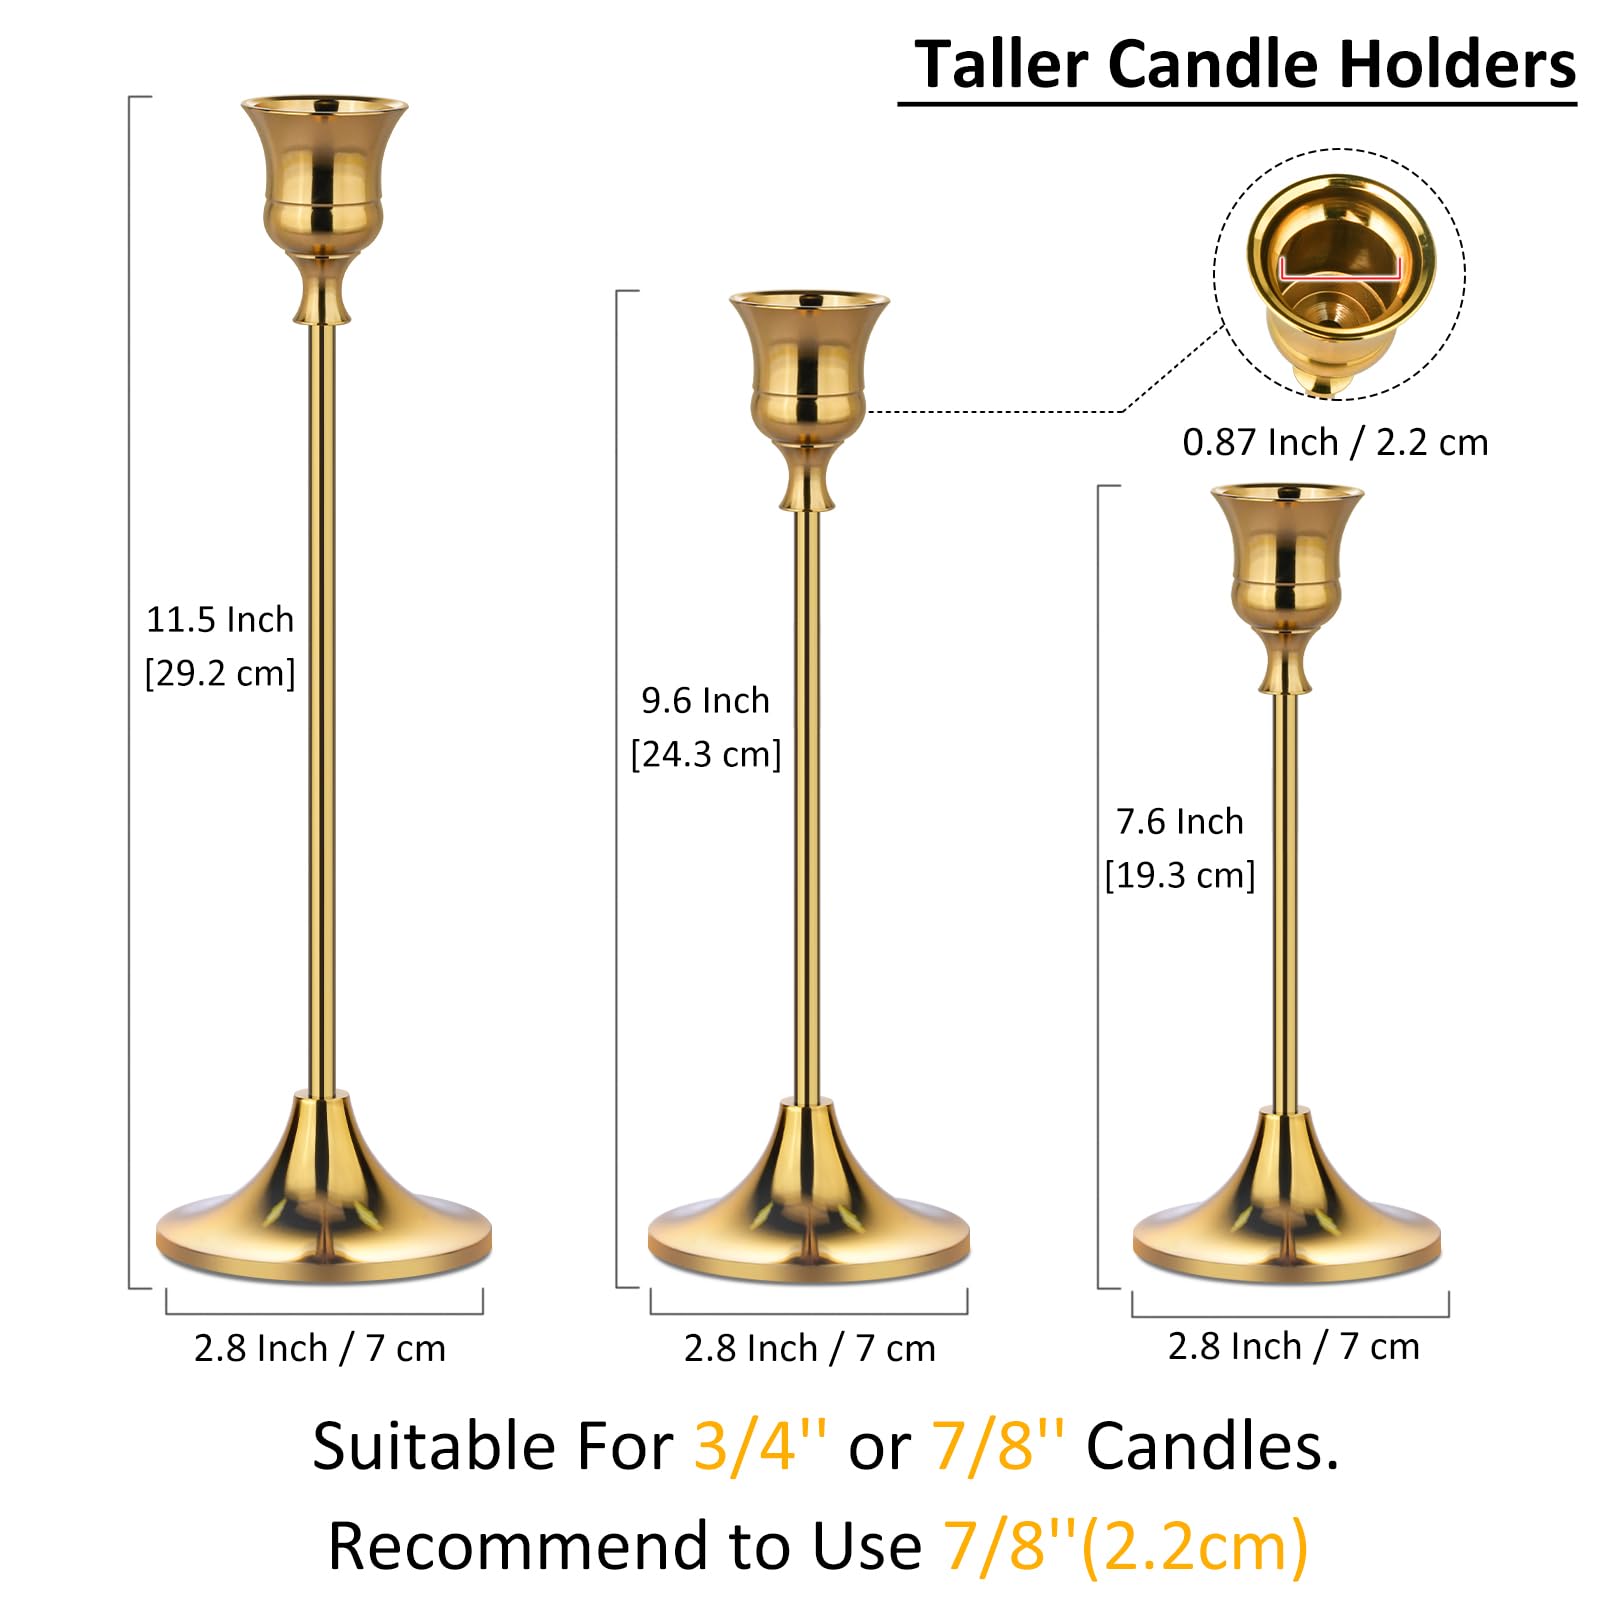 Taller Candle Holders
0.87 Inch / 2.2 cm
11.5 Inch
[29.2 cm]
9.6 Inch
[24.3 cm]
7.6 Inch
[19.3 cm]
2.8 Inch / 7 cm
2.8 Inch / 7 cm
2.8 Inch / 7 cm
Suitable For 3/4'' or 7/8'' Candles.
Recommend to Use 7/8''(2.2cm)